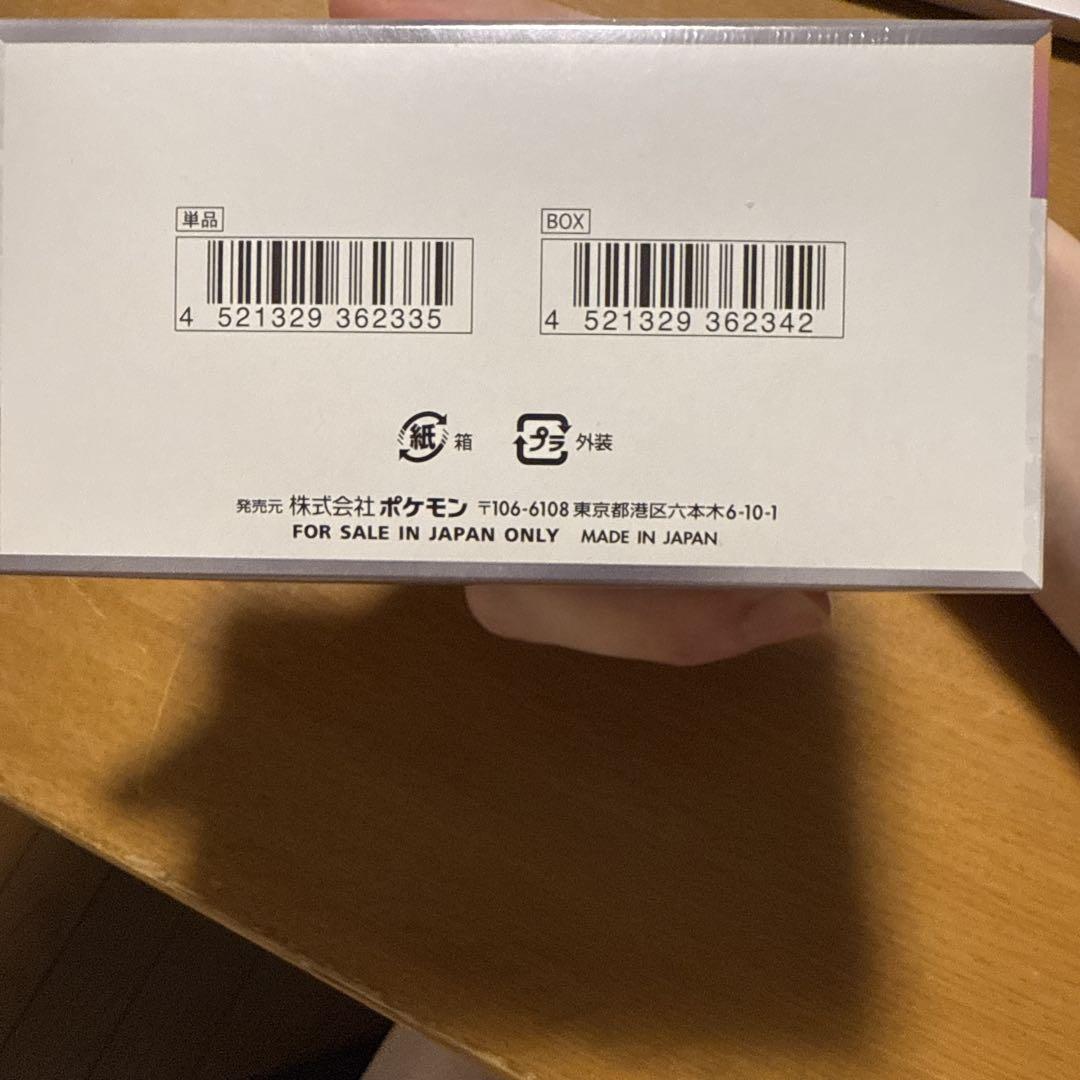 単品
BOX
4 521329 362335
4 521329 362342
紙 箱
プラ 外装
発売元 株式会社ポケモン 〒106-6108 東京都港区六本木6-10-1
FOR SALE IN JAPAN ONLY MADE IN JAPAN